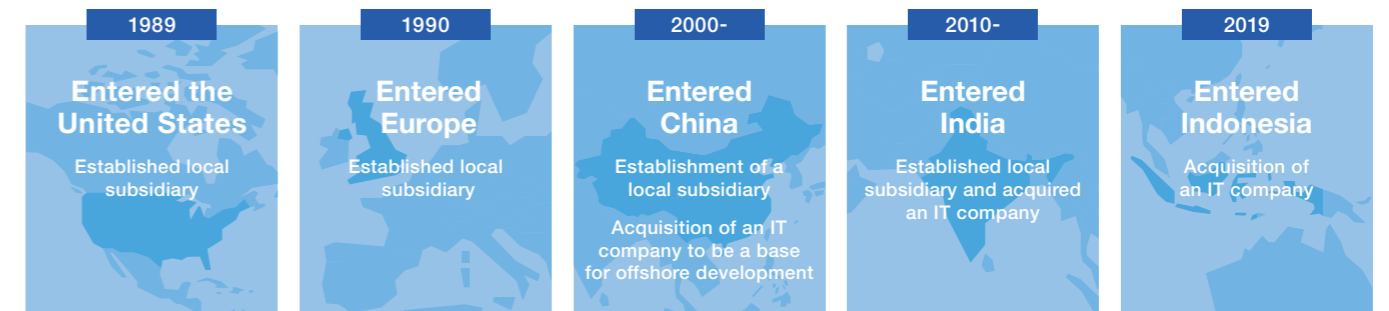 1989
Entered the
United States
Established local
subsidiary
1990
Entered
Europe
Established local
subsidiary
2000-
Entered
China
Establishment of a
local subsidiary
Acquisition of an IT
company to be a base
for offshore development
2010-
Entered
India
Established local
subsidiary and acquired
an IT company
2019
Entered
Indonesia
Acquisition of
an IT company